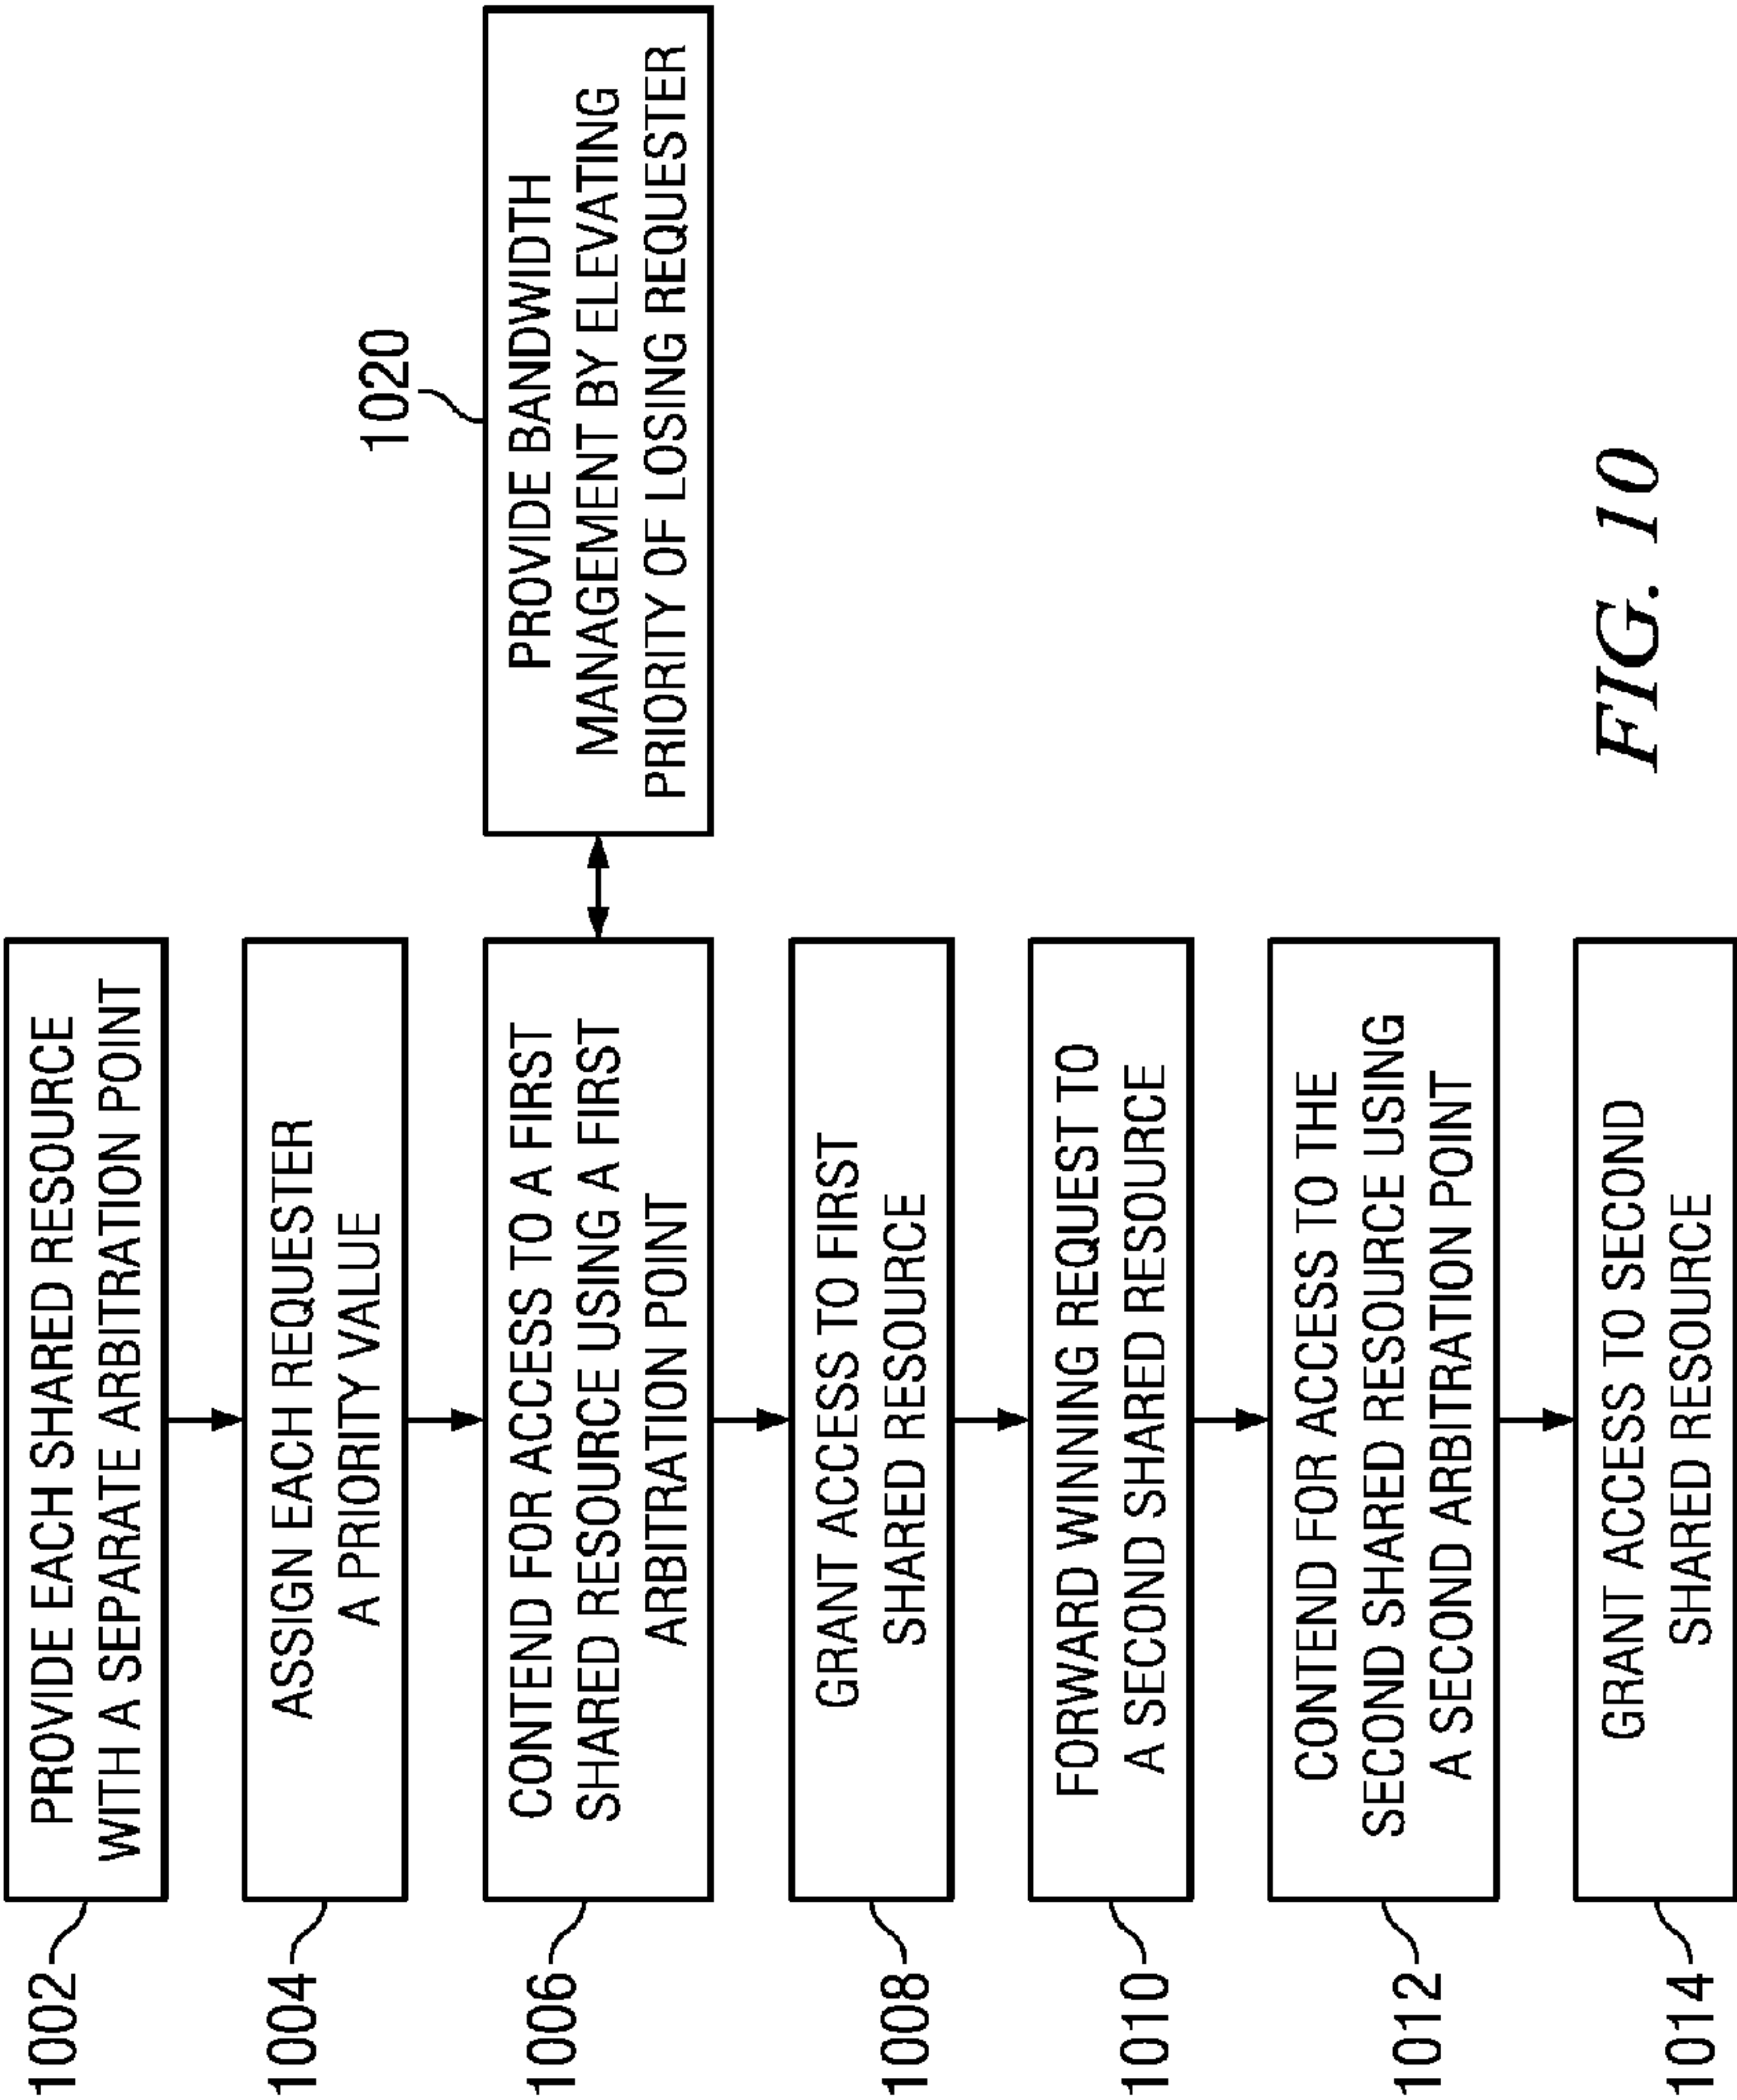 1002
PROVIDE EACH SHARED RESOURCE
WITH A SEPARATE ARBITRATION POINT
1004
ASSIGN EACH REQUESTER
A PRIORITY VALUE
1006
CONTEND FOR ACCESS TO A FIRST
SHARED RESOURCE USING A FIRST
ARBITRATION POINT
1020
PROVIDE BANDWIDTH
MANAGEMENT BY ELEVATING
PRIORITY OF LOSING REQUESTER
1008
GRANT ACCESS TO FIRST
SHARED RESOURCE
1010
FORWARD WINNING REQUEST TO
A SECOND SHARED RESOURCE
1012
CONTEND FOR ACCESS TO THE
SECOND SHARED RESOURCE USING
A SECOND ARBITRATION POINT
1014
GRANT ACCESS TO SECOND
SHARED RESOURCE
FIG. 10